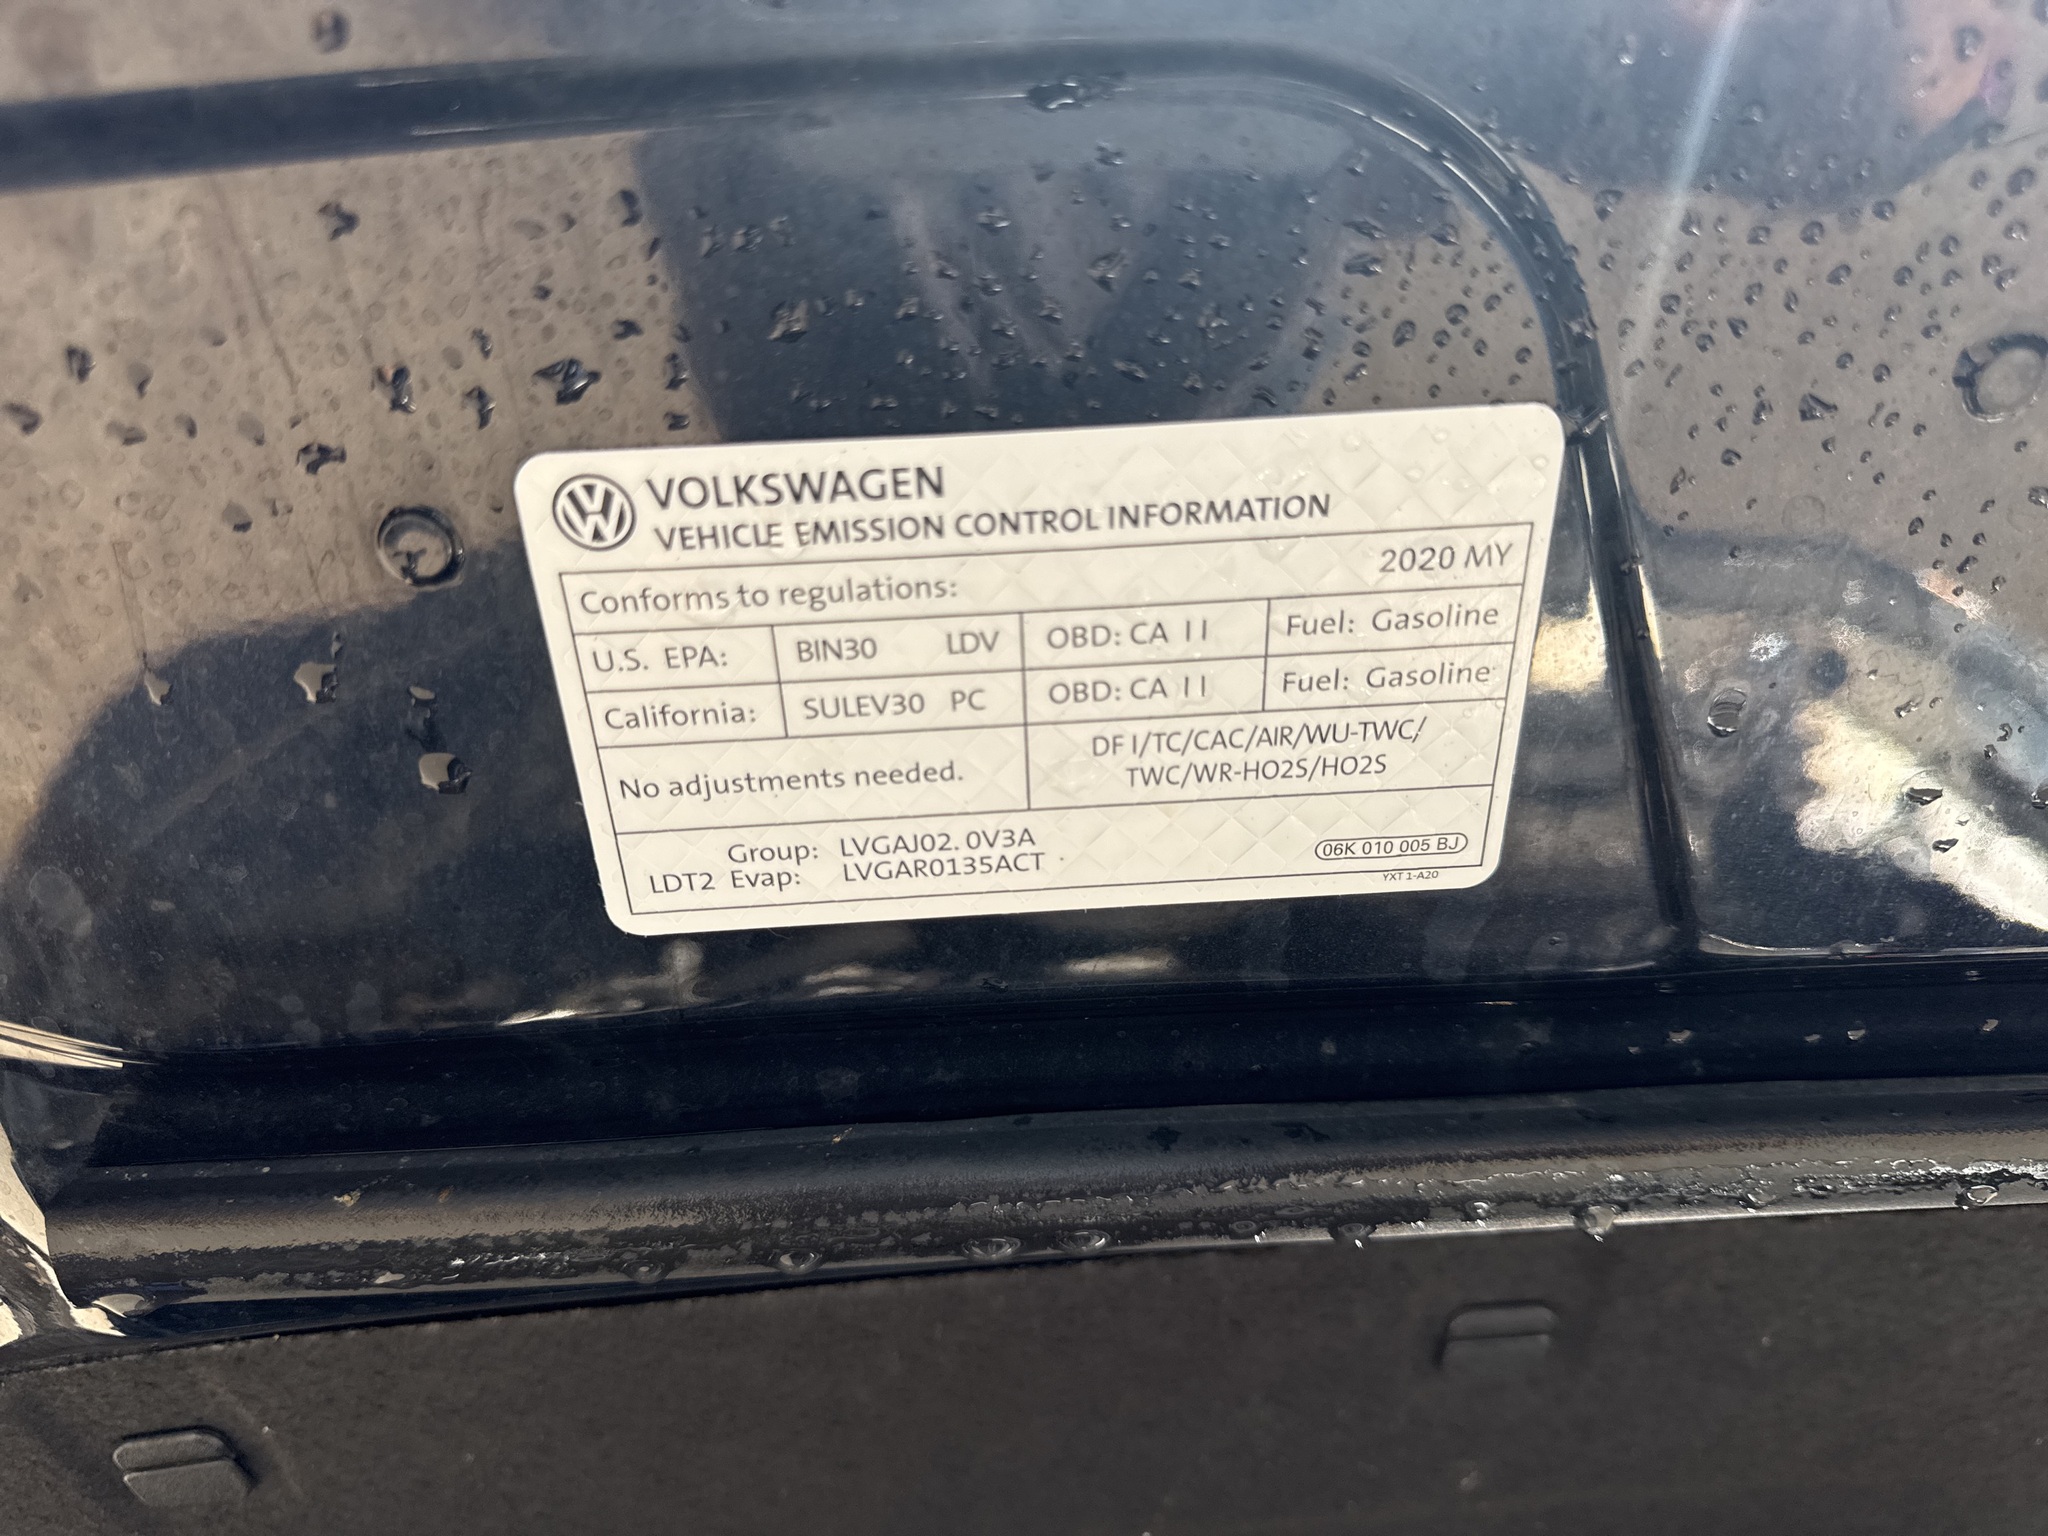 VOLKSWAGEN
VEHICLE EMISSION CONTROL INFORMATION
Conforms to regulations: 2020 MY
U.S. EPA: BIN30 LDV OBD: CA II Fuel: Gasoline
California: SULEV30 PC OBD: CA II Fuel: Gasoline
No adjustments needed. DFI/TC/CAC/AIR/WU-TWC/
TWC/WR-HO2S/HO2S
Group: LVGAJ02.0V3A
LDT2 Evap: LVGAR0135ACT
06K 010 005 BJ
YXT 1-A20